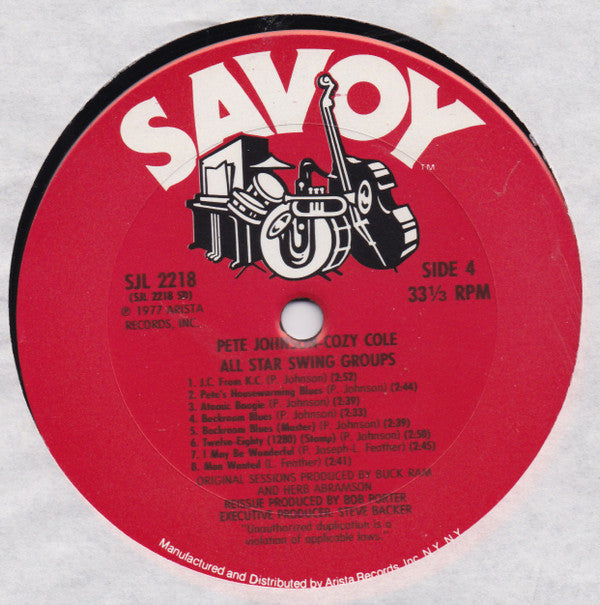 SAVOY
TM
SJL 2218
(SJL 2218 SD)
℗ 1977 ARISTA
RECORDS, INC.
SIDE 4
33⅓ RPM
PETE JOHNSON-COZY COLE
ALL STAR SWING GROUPS
1. J.C. From K.C. (P. Johnson) (2:52)
2. Pete's Housewarming Blues (P. Johnson) (2:44)
3. Atomic Boogie (P. Johnson) (2:39)
4. Backroom Blues (P. Johnson) (2:33)
5. Backroom Blues (Master) (P. Johnson) (2:39)
6. Twelve-Eighty (1280) (Stomp) (P. Johnson) (2:50)
7. I May Be Wonderful (P. Joseph-L. Feather) (2:45)
8. Man Wanted (L. Feather) (2:41)
ORIGINAL SESSIONS PRODUCED BY BUCK RAM
AND HERB ABRAMSON
REISSUE PRODUCED BY BOB PORTER
EXECUTIVE PRODUCER: STEVE BACKER
"Unauthorized duplication is a
violation of applicable laws."
Manufactured and Distributed by Arista Records, Inc. N.Y., N.Y.